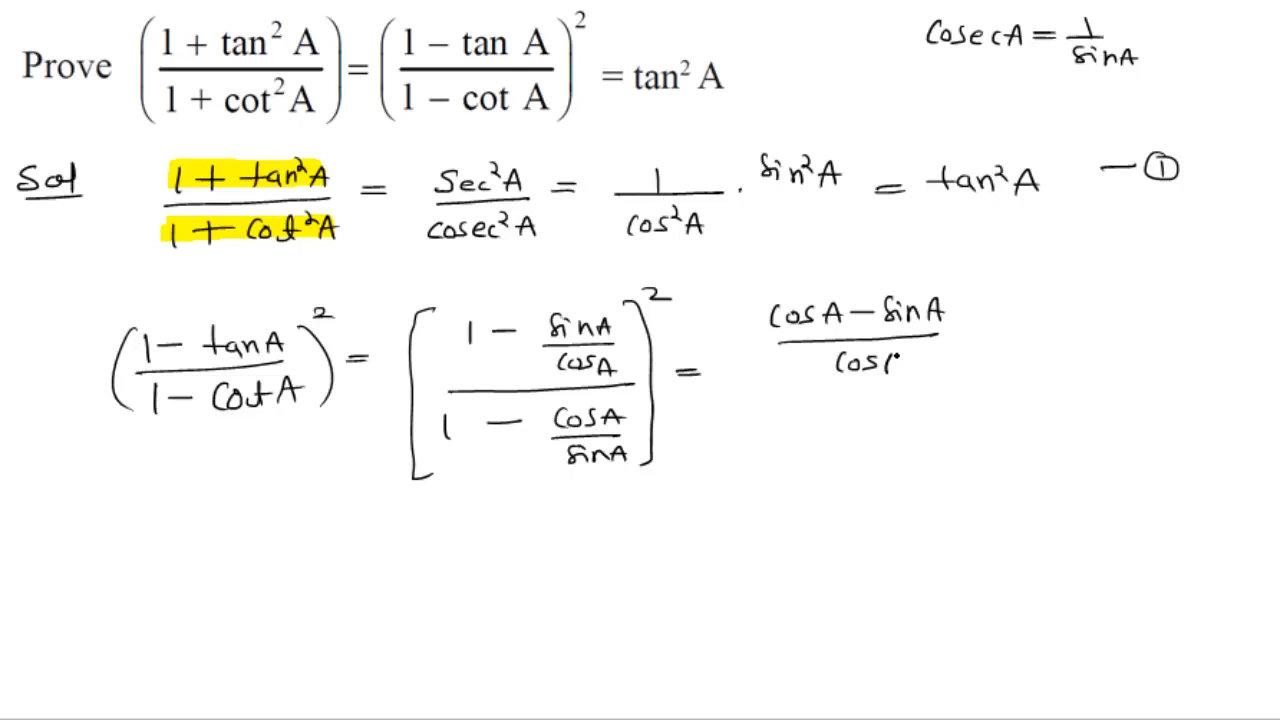 Prove ((1 + tan² A)/(1 + cot² A)) = ((1 − tan A)/(1 − cot A))² = tan² A
CosecA = 1/sinA
Sol (1 + tan²A)/(1 + Cot²A) = Sec²A/cosec²A = 1/cos²A . Sin²A = tan²A — ①
((1 − tanA)/(1 − CotA))² = [(1 − sinA/cosA)/(1 − CosA/sinA)]² = (CosA − SinA)/Cos